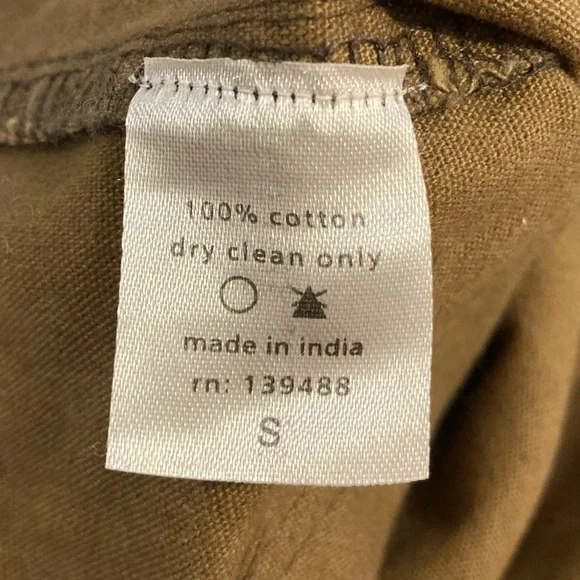 100% cotton
dry clean only
made in india
rn: 139488
S